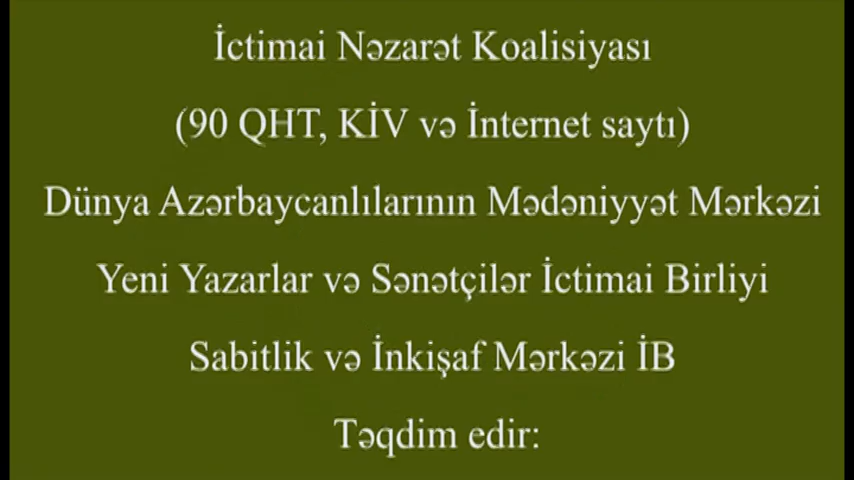 İctimai Nəzarət Koalisiyası
(90 QHT, KİV və İnternet saytı)
Dünya Azərbaycanlılarının Mədəniyyət Mərkəzi
Yeni Yazarlar və Sənətçilər İctimai Birliyi
Sabitlik və İnkişaf Mərkəzi İB
Təqdim edir: